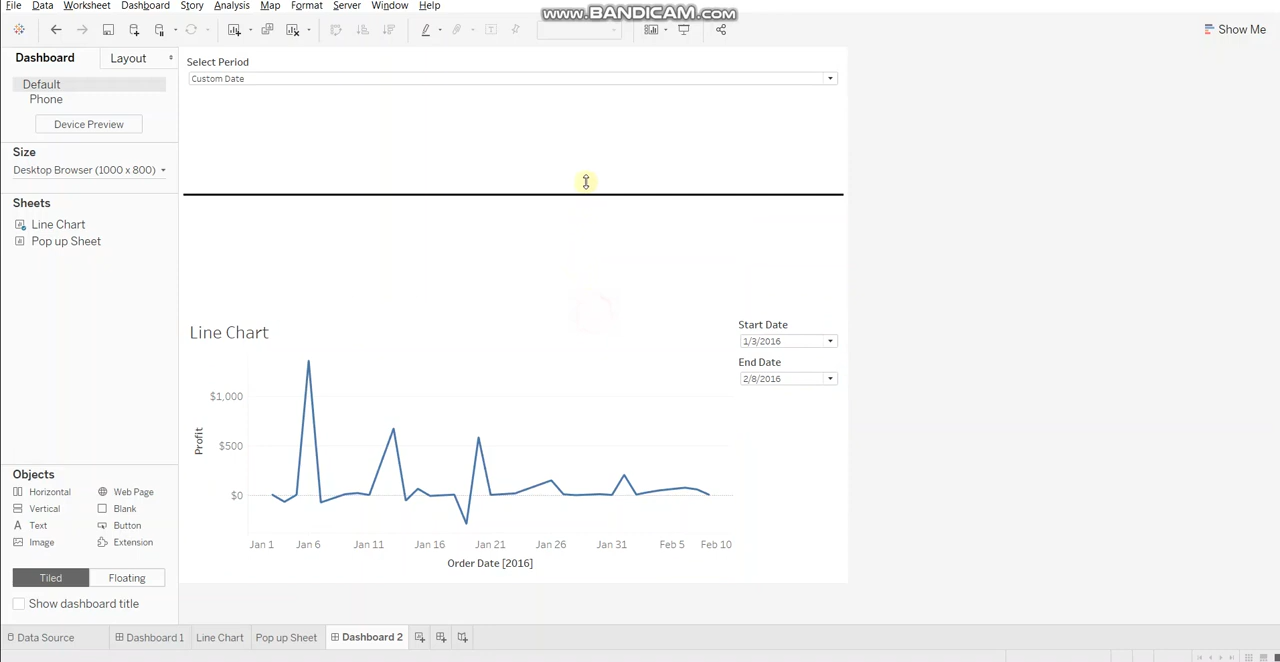 www.BANDICAM.com
File Data Worksheet Dashboard Story Analysis Map Format Server Window Help
Show Me
Dashboard Layout
Default
Phone
Device Preview
Size
Desktop Browser (1000 x 800)
Sheets
Line Chart
Pop up Sheet
Objects
Horizontal Web Page
Vertical Blank
A Text Button
Image Extension
Tiled Floating
Show dashboard title
Select Period
Custom Date
Line Chart
Start Date
1/3/2016
End Date
2/8/2016
Profit
$1,000
$500
$0
Jan 1 Jan 6 Jan 11 Jan 16 Jan 21 Jan 26 Jan 31 Feb 5 Feb 10
Order Date [2016]
Data Source Dashboard 1 Line Chart Pop up Sheet Dashboard 2